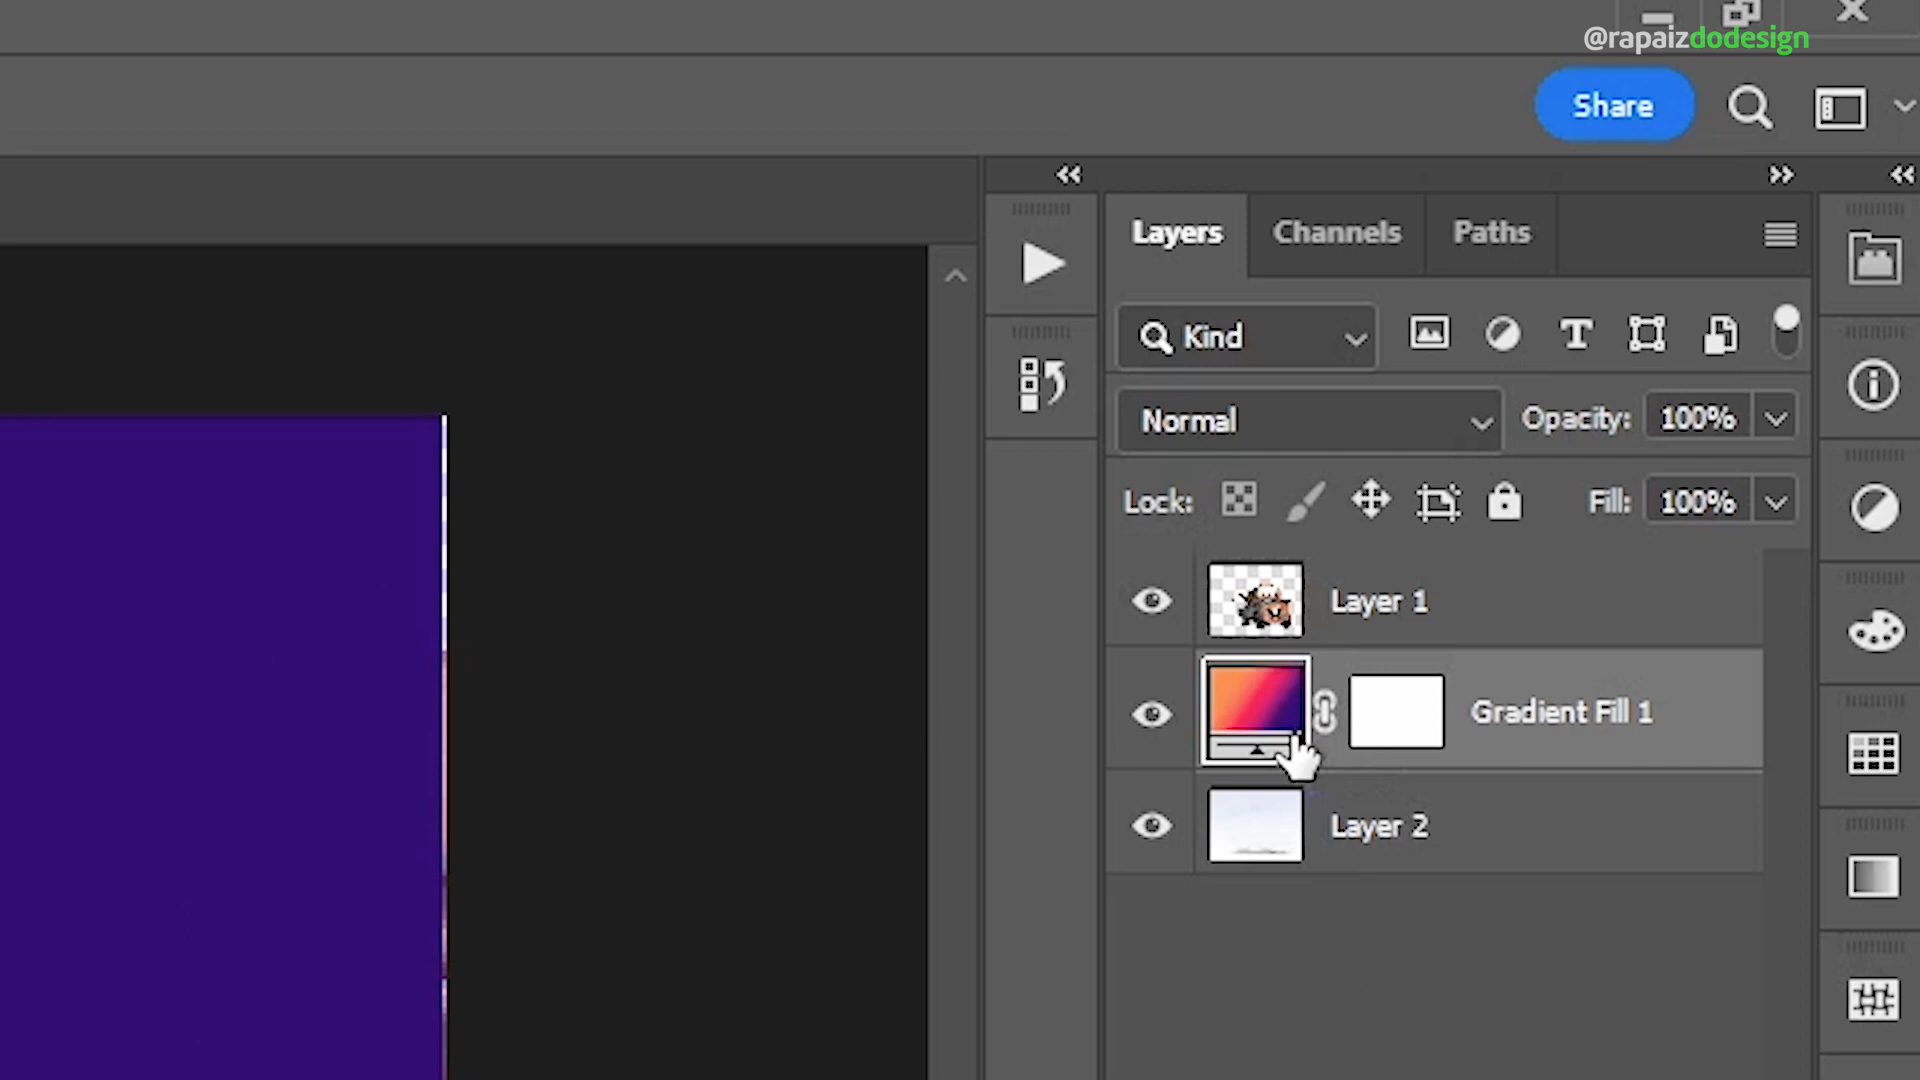 @rapaizdodesign
Share
Layers Channels Paths
Kind
Normal Opacity: 100%
Lock: Fill: 100%
Layer 1
Gradient Fill 1
Layer 2